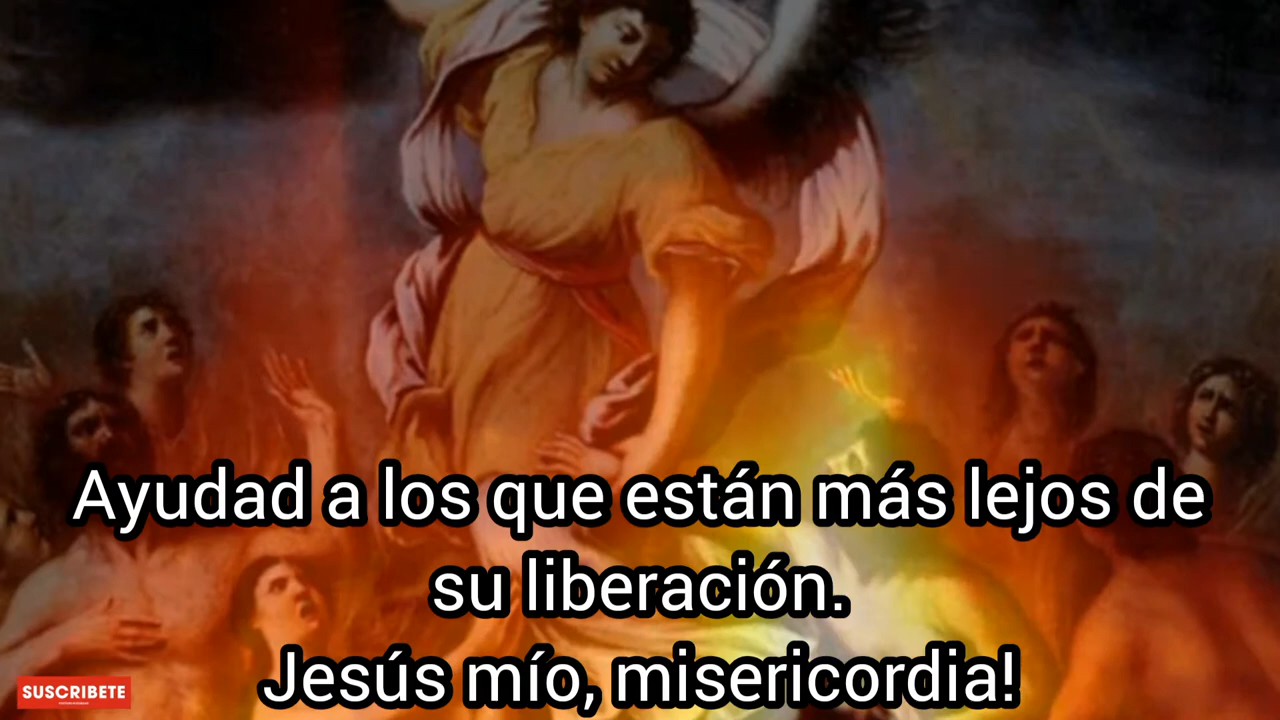 Ayudad a los que están más lejos de
su liberación.
Jesús mío, misericordia!
SUSCRIBETE